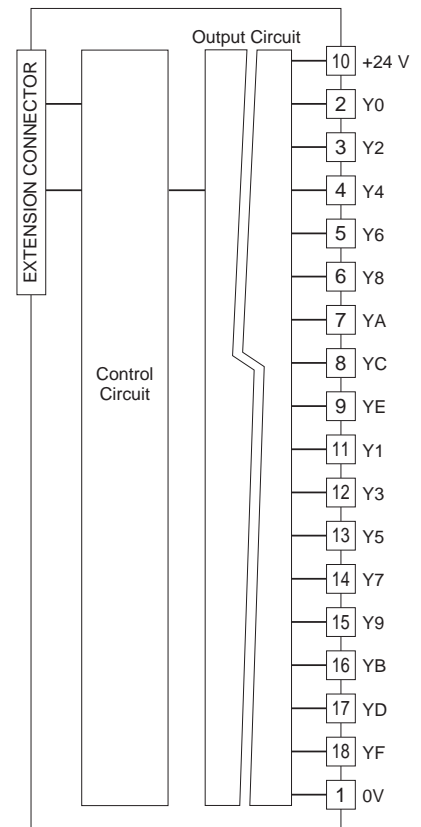 Output Circuit
EXTENSION CONNECTOR
Control
Circuit
10 +24 V
2 Y0
3 Y2
4 Y4
5 Y6
6 Y8
7 YA
8 YC
9 YE
11 Y1
12 Y3
13 Y5
14 Y7
15 Y9
16 YB
17 YD
18 YF
1 0V